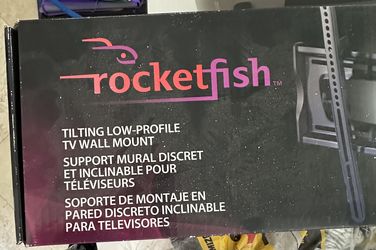 rocketfish™
TILTING LOW-PROFILE
TV WALL MOUNT
SUPPORT MURAL DISCRET
ET INCLINABLE POUR
TÉLÉVISEURS
SOPORTE DE MONTAJE EN
PARED DISCRETO INCLINABLE
PARA TELEVISORES